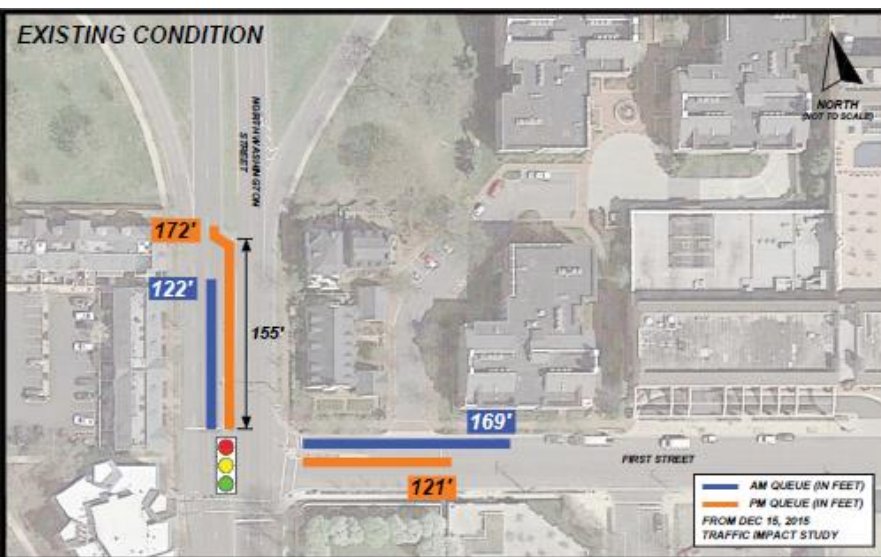 EXISTING CONDITION
NORTH WASHINGTON
STREET
NORTH
(NOT TO SCALE)
172'
122'
155'
169'
121'
FIRST STREET
AM QUEUE (IN FEET)
PM QUEUE (IN FEET)
FROM DEC 15, 2015
TRAFFIC IMPACT STUDY